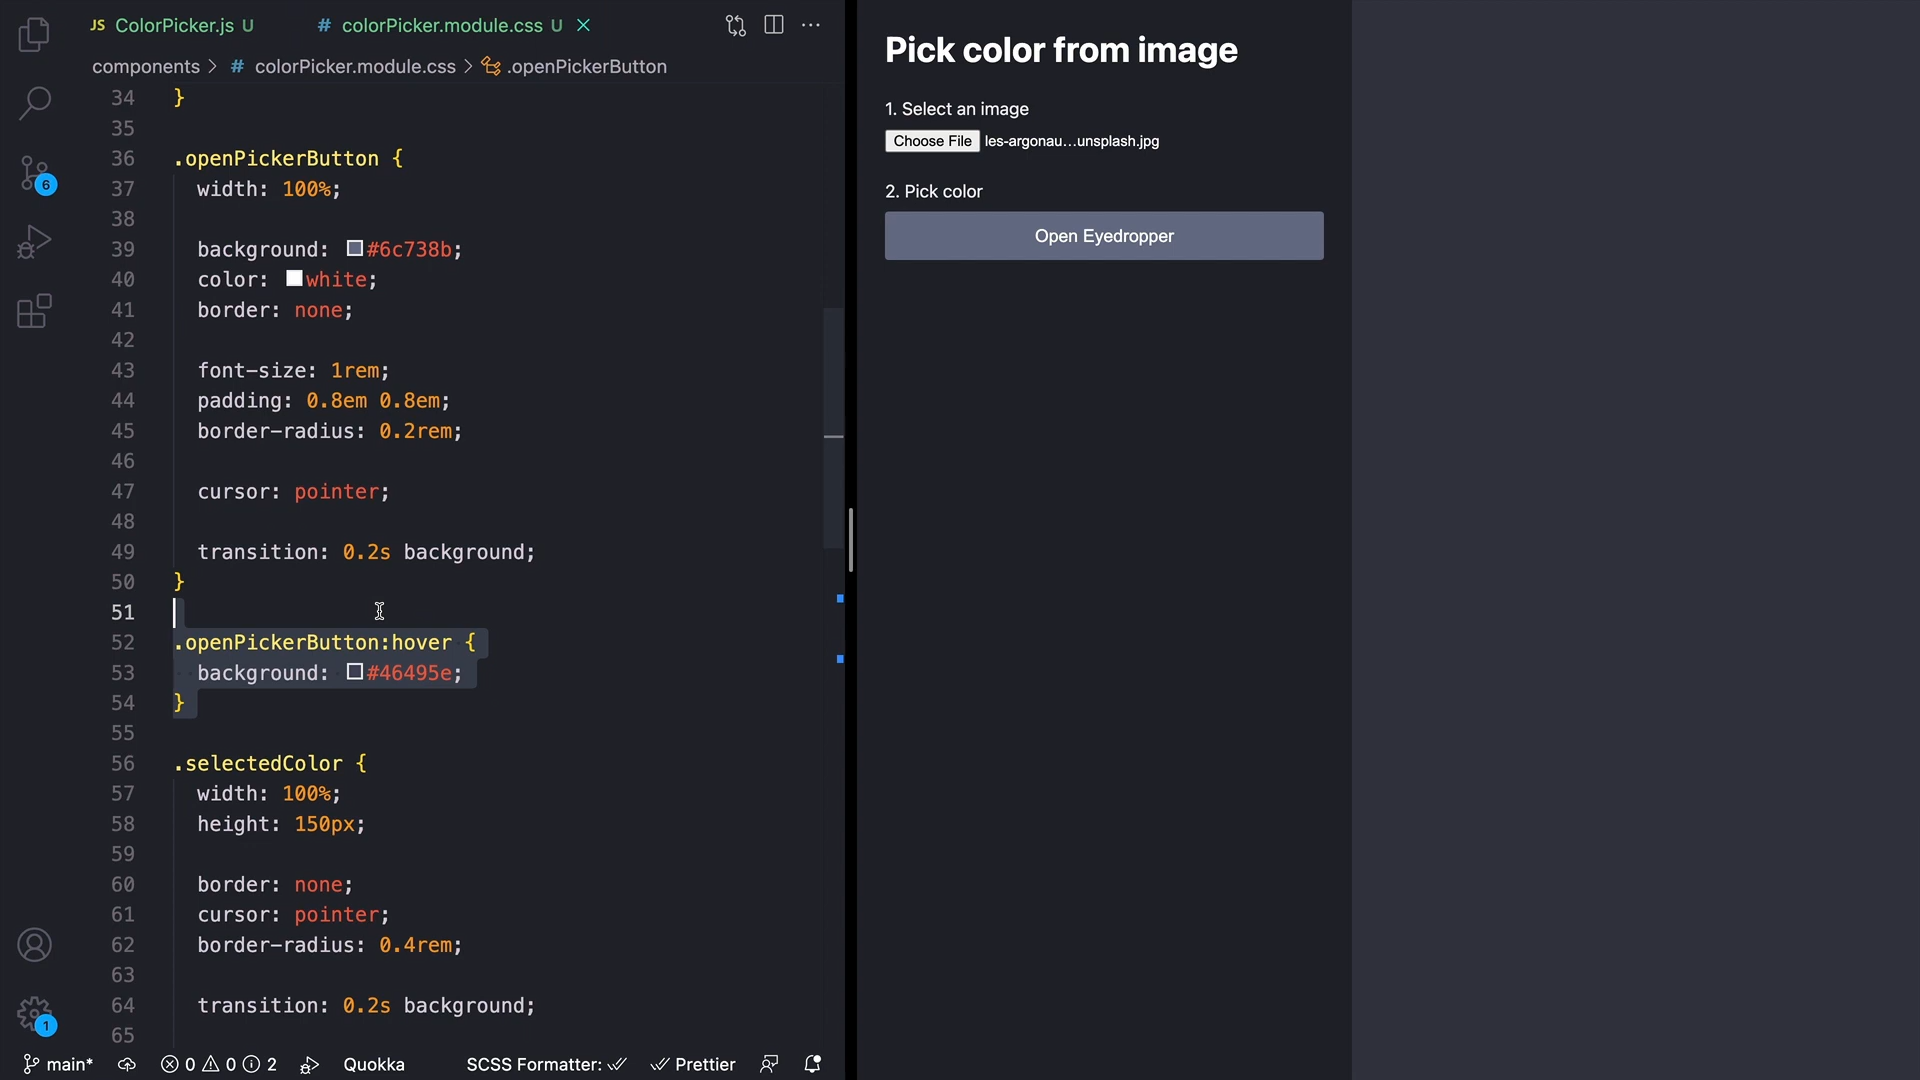 JS ColorPicker.js U # colorPicker.module.css U
components > # colorPicker.module.css > .openPickerButton
34 }
35
36 .openPickerButton {
37 width: 100%;
38
39 background: #6c738b;
40 color: white;
41 border: none;
42
43 font-size: 1rem;
44 padding: 0.8em 0.8em;
45 border-radius: 0.2rem;
46
47 cursor: pointer;
48
49 transition: 0.2s background;
50 }
51
52 .openPickerButton:hover {
53 background: #46495e;
54 }
55
56 .selectedColor {
57 width: 100%;
58 height: 150px;
59
60 border: none;
61 cursor: pointer;
62 border-radius: 0.4rem;
63
64 transition: 0.2s background;
65
6
1
main* 0 0 2 Quokka SCSS Formatter: Prettier
Pick color from image
1. Select an image
Choose File les-argonau...unsplash.jpg
2. Pick color
Open Eyedropper